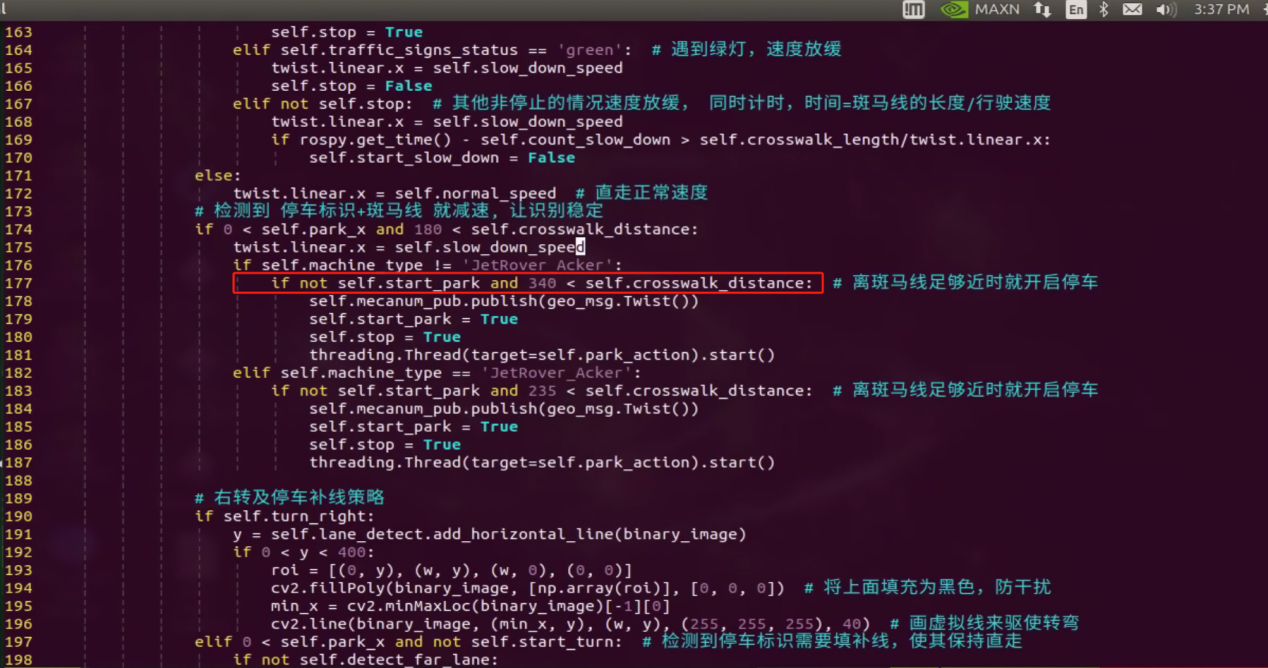 MAXN En 3:37 PM
163 self.stop = True
164 elif self.traffic_signs_status == 'green': # 遇到绿灯，速度放缓
165 twist.linear.x = self.slow_down_speed
166 self.stop = False
167 elif not self.stop: # 其他非停止的情况速度放缓， 同时计时，时间=斑马线的长度/行驶速度
168 twist.linear.x = self.slow_down_speed
169 if rospy.get_time() - self.count_slow_down > self.crosswalk_length/twist.linear.x:
170 self.start_slow_down = False
171 else:
172 twist.linear.x = self.normal_speed # 直走正常速度
173 # 检测到 停车标识+斑马线 就减速，让识别稳定
174 if 0 < self.park_x and 180 < self.crosswalk_distance:
175 twist.linear.x = self.slow_down_speed
176 if self.machine_type != 'JetRover_Acker':
177 if not self.start_park and 340 < self.crosswalk_distance: # 离斑马线足够近时就开启停车
178 self.mecanum_pub.publish(geo_msg.Twist())
179 self.start_park = True
180 self.stop = True
181 threading.Thread(target=self.park_action).start()
182 elif self.machine_type == 'JetRover_Acker':
183 if not self.start_park and 235 < self.crosswalk_distance: # 离斑马线足够近时就开启停车
184 self.mecanum_pub.publish(geo_msg.Twist())
185 self.start_park = True
186 self.stop = True
187 threading.Thread(target=self.park_action).start()
188
189 # 右转及停车补线策略
190 if self.turn_right:
191 y = self.lane_detect.add_horizontal_line(binary_image)
192 if 0 < y < 400:
193 roi = [(0, y), (w, y), (w, 0), (0, 0)]
194 cv2.fillPoly(binary_image, [np.array(roi)], [0, 0, 0]) # 将上面填充为黑色，防干扰
195 min_x = cv2.minMaxLoc(binary_image)[-1][0]
196 cv2.line(binary_image, (min_x, y), (w, y), (255, 255, 255), 40) # 画虚拟线来驱使转弯
197 elif 0 < self.park_x and not self.start_turn: # 检测到停车标识需要填补线，使其保持直走
198 if not self.detect_far_lane: